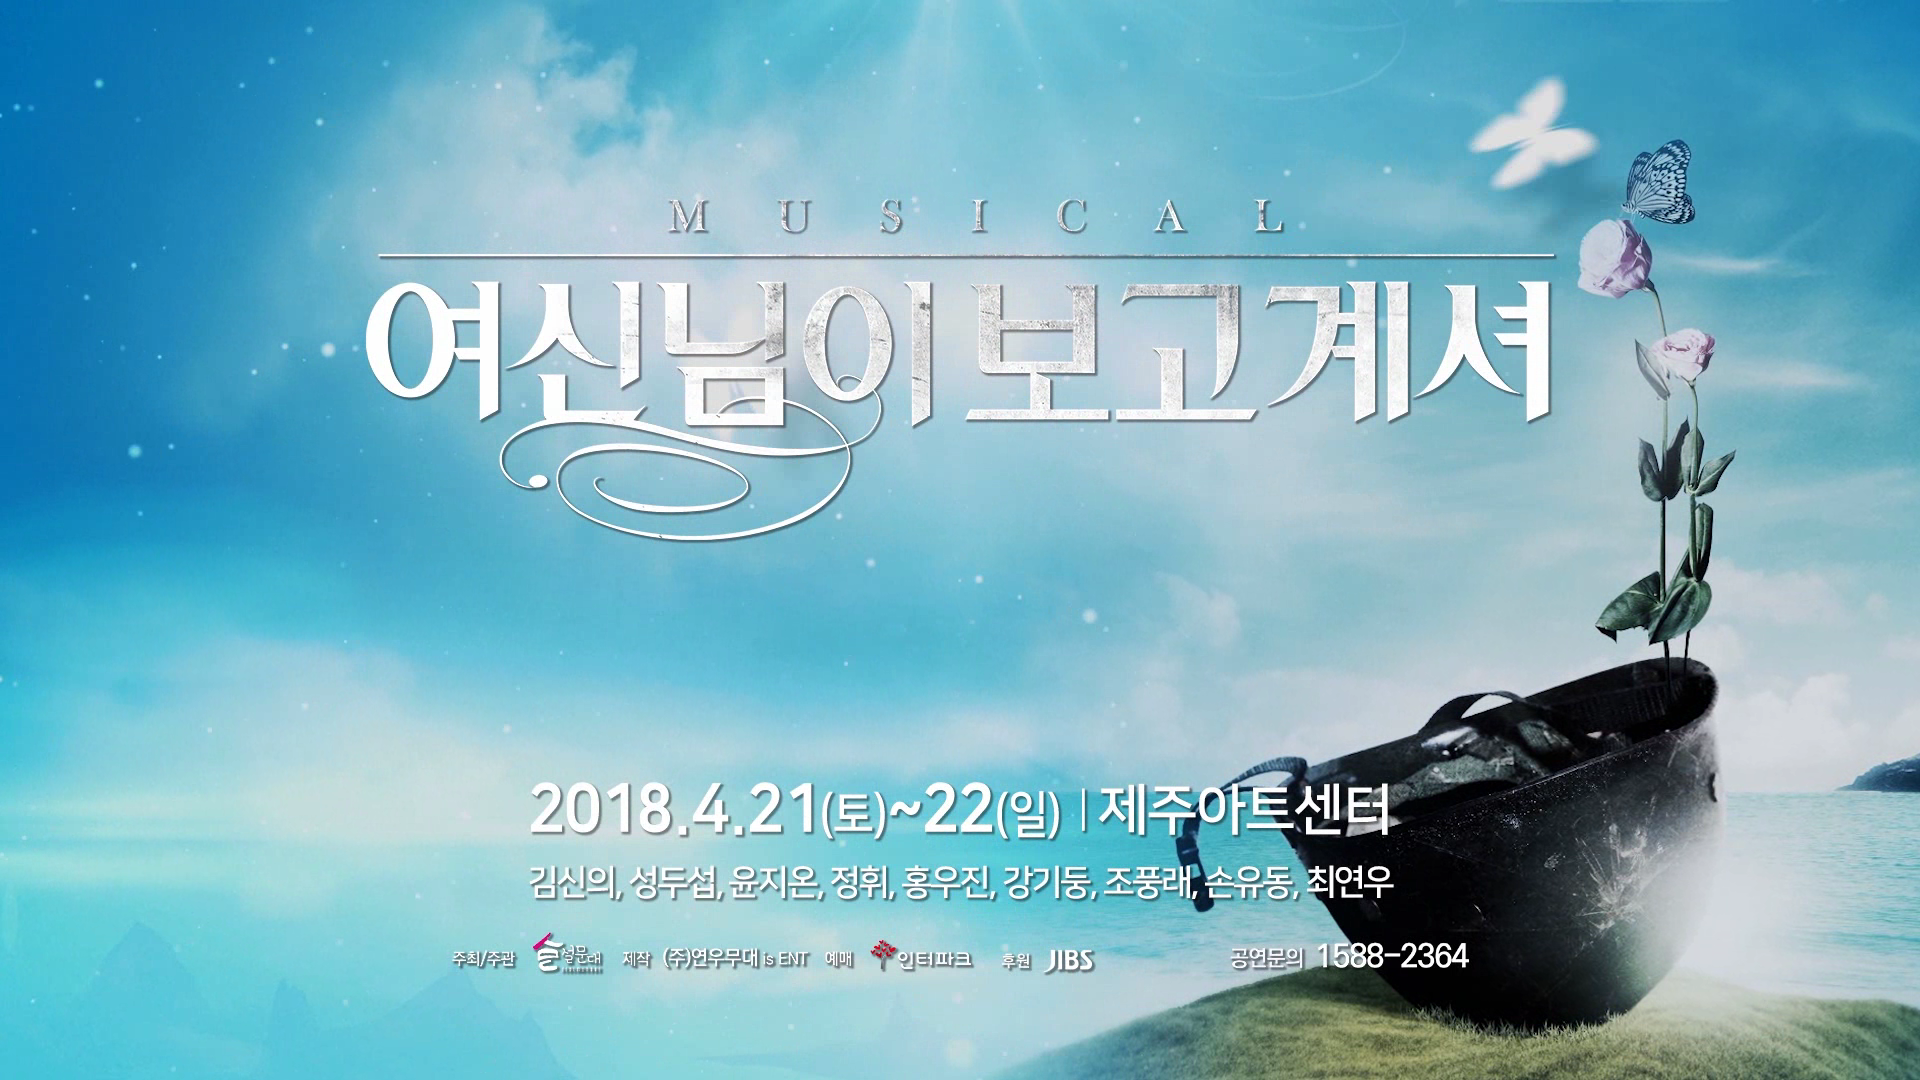 MUSICAL
여신님이 보고계셔
2018.4.21(토)~22(일) | 제주아트센터
김신의, 성두섭, 윤지온, 정휘, 홍우진, 강기둥, 조풍래, 손유동, 최연우
주최/주관 설문대 제작 (주)연우무대 is ENT 예매 인터파크 후원 JIBS 공연문의 1588-2364